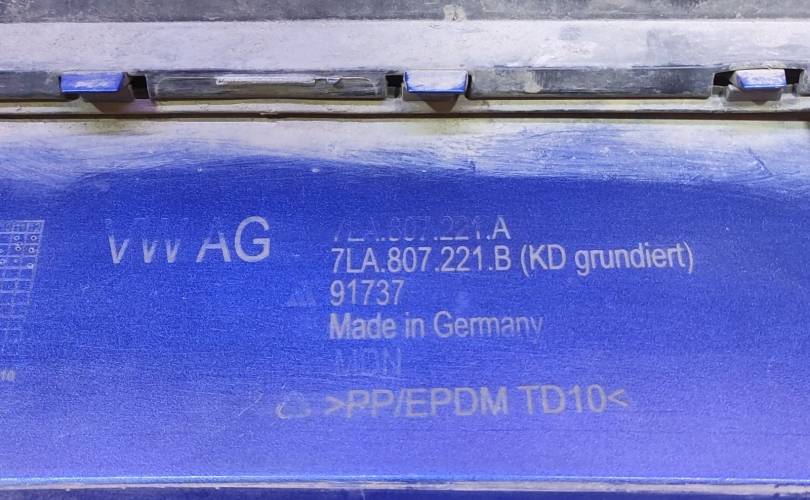 VW AG
7LA.807.221.A
7LA.807.221.B (KD grundiert)
91737
Made in Germany
MDN
>PP/EPDM TD10<